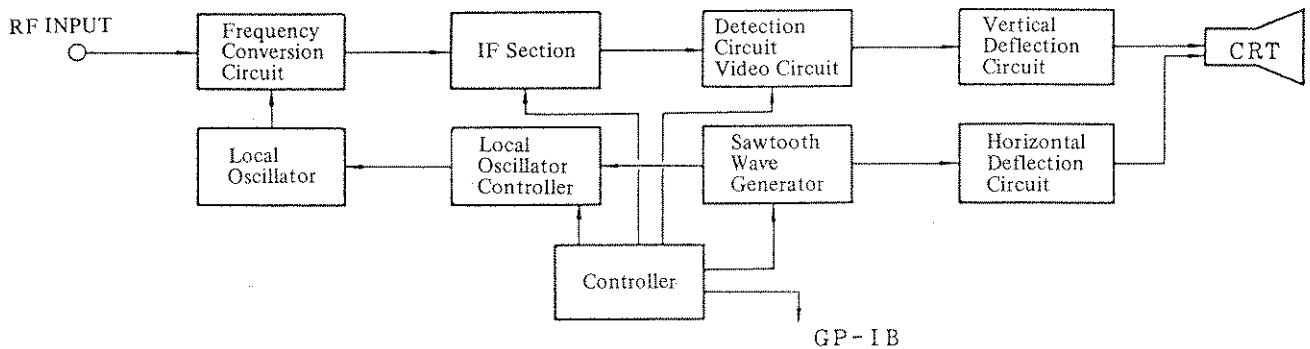 RF INPUT
Frequency
Conversion
Circuit
IF Section
Detection
Circuit
Video Circuit
Vertical
Deflection
Circuit
CRT
Local
Oscillator
Local
Oscillator
Controller
Sawtooth
Wave
Generator
Horizontal
Deflection
Circuit
Controller
GP-IB